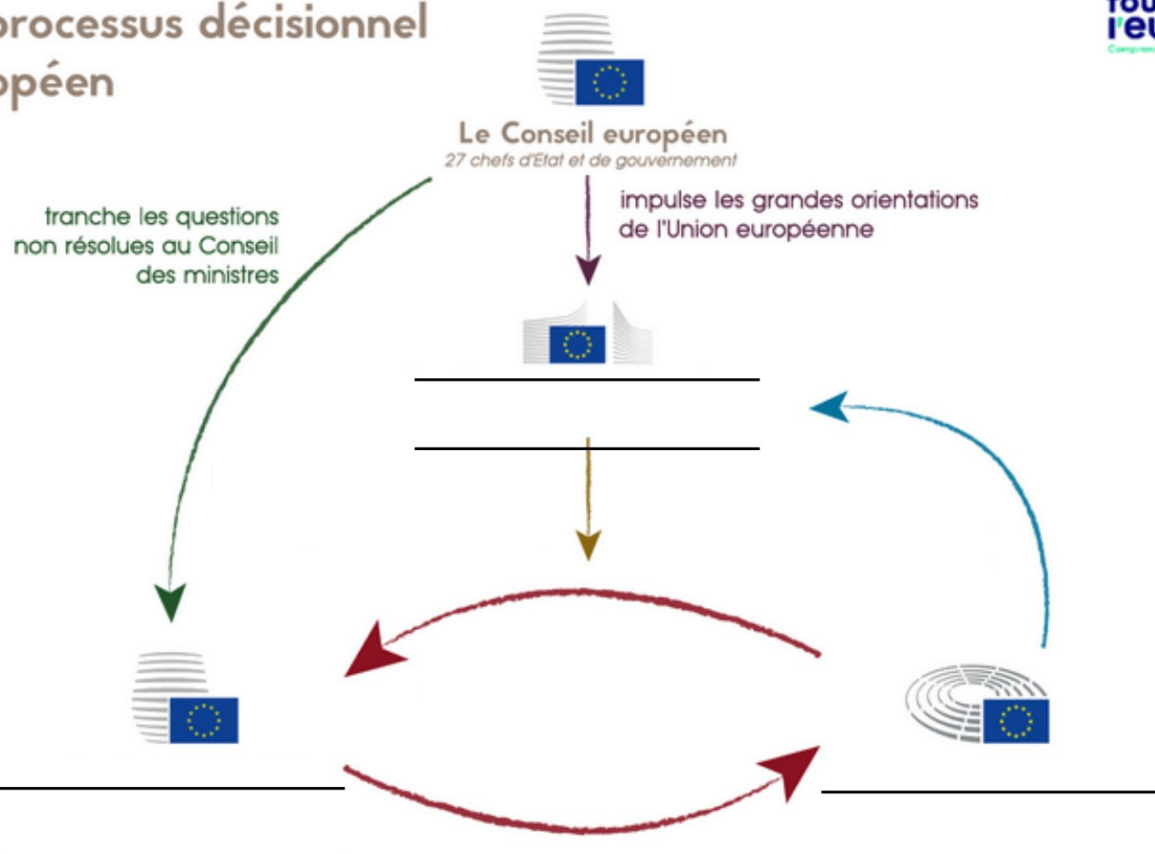 processus décisionnel
opéen
Le Conseil européen
27 chefs d'Etat et de gouvernement
tranche les questions
non résolues au Conseil
des ministres
impulse les grandes orientations
de l'Union européenne